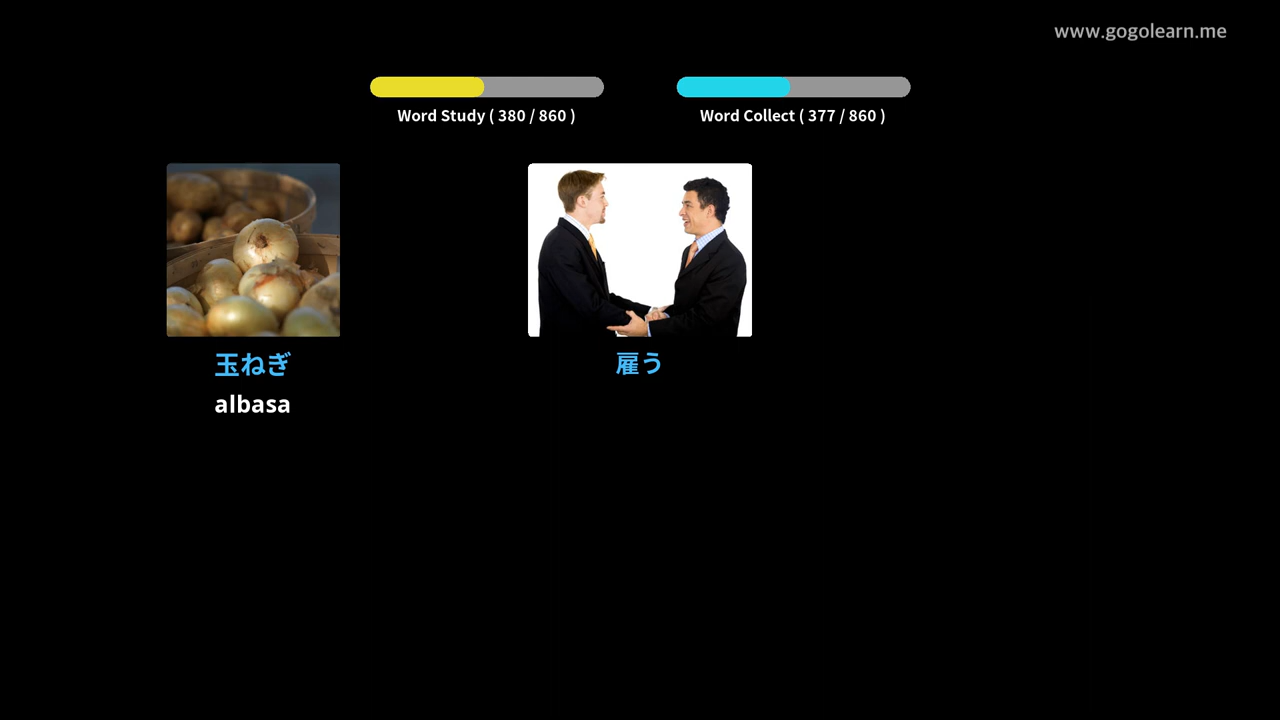 www.gogolearn.me
Word Study ( 380 / 860 )
Word Collect ( 377 / 860 )
玉ねぎ
albasa
雇う